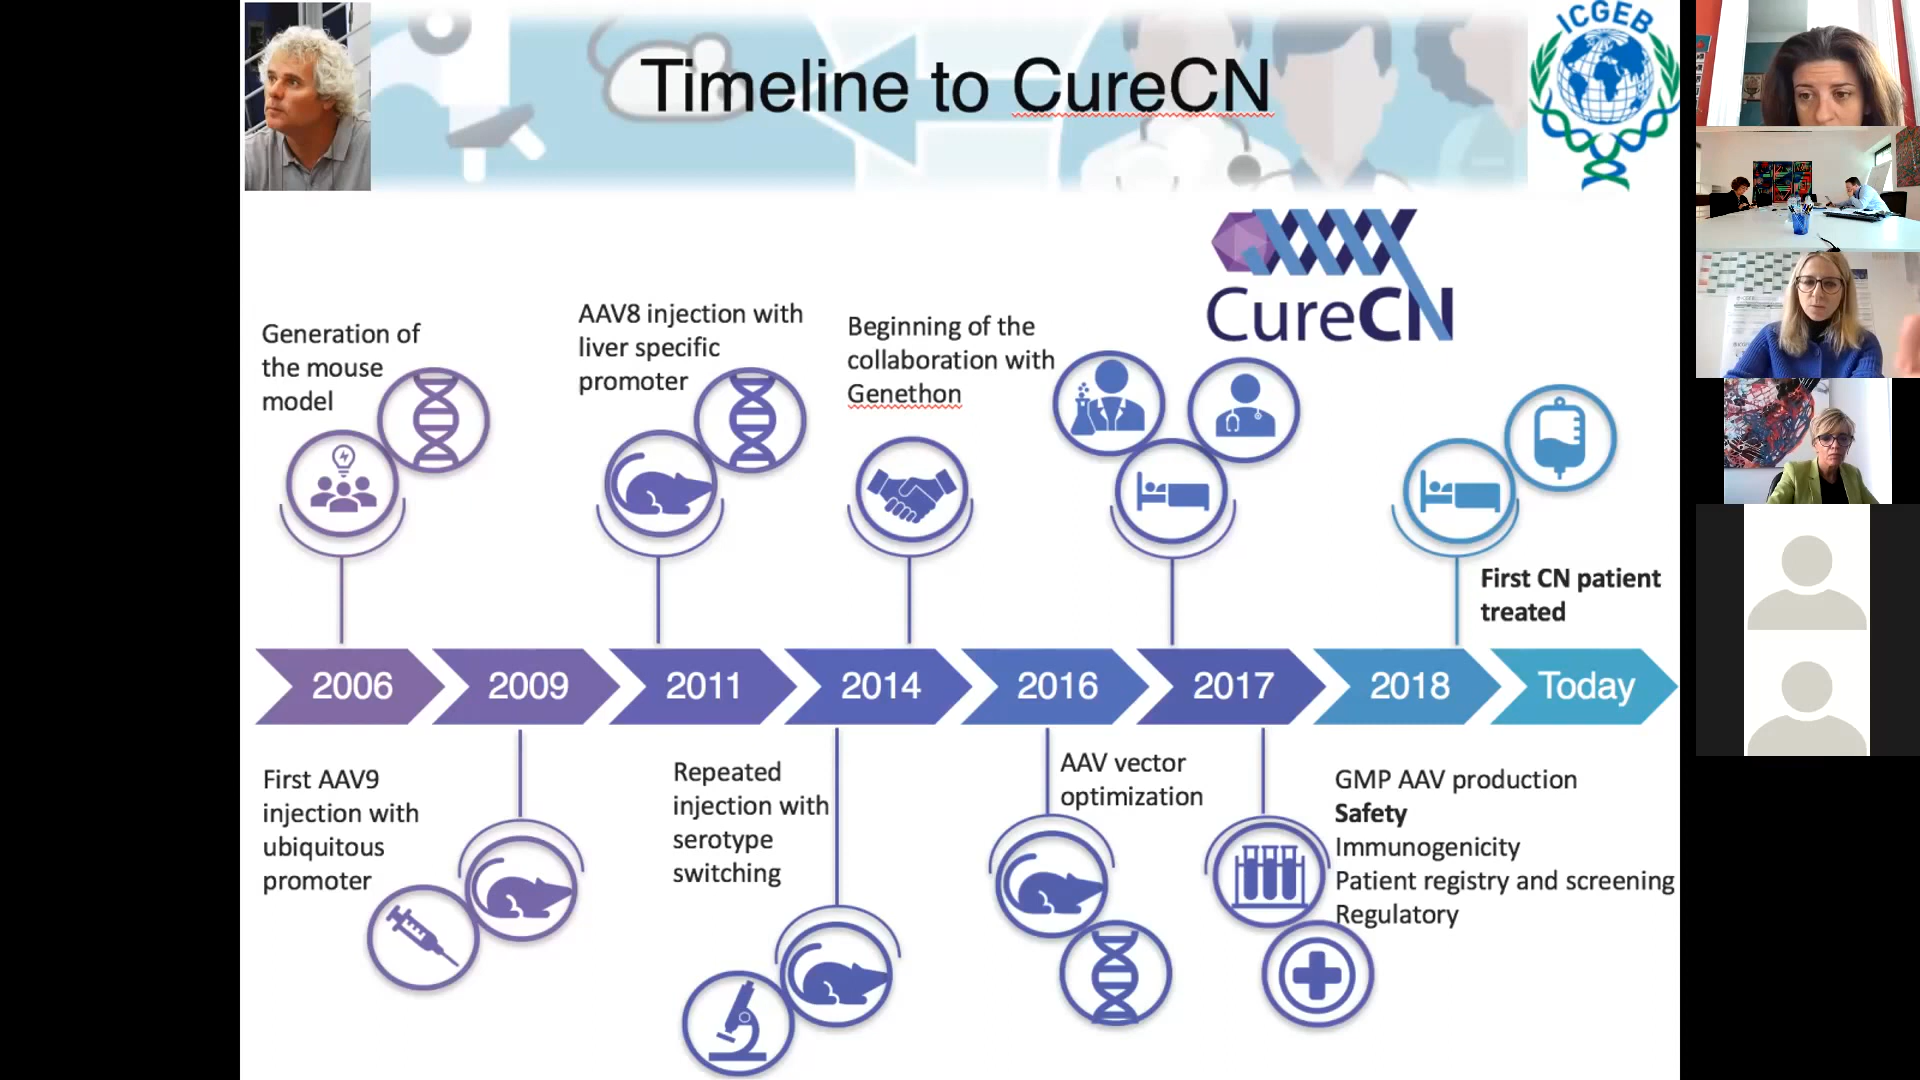 Timeline to CureCN
ICGEB
CureCN
Generation of
the mouse
model
AAV8 injection with
liver specific
promoter
Beginning of the
collaboration with
Genethon
First CN patient
treated
2006
2009
2011
2014
2016
2017
2018
Today
First AAV9
injection with
ubiquitous
promoter
Repeated
injection with
serotype
switching
AAV vector
optimization
GMP AAV production
Safety
Immunogenicity
Patient registry and screening
Regulatory